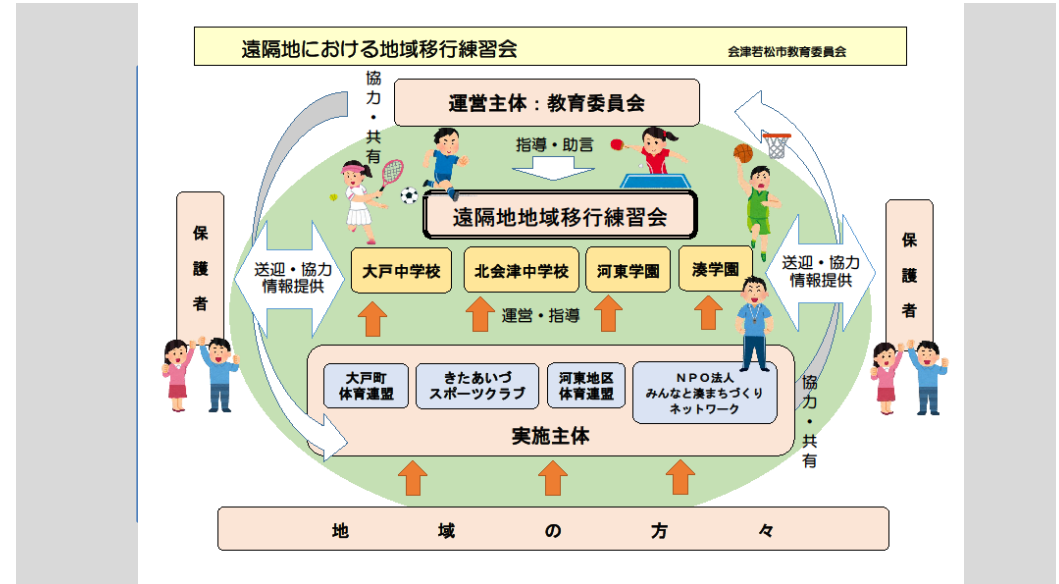 遠隔地における地域移行練習会
会津若松市教育委員会
協力・共有
運営主体：教育委員会
指導・助言
遠隔地地域移行練習会
保護者
送迎・協力
情報提供
大戸中学校
北会津中学校
河東学園
湊学園
送迎・協力
情報提供
保護者
運営・指導
大戸町
体育連盟
きたあいづ
スポーツクラブ
河東地区
体育連盟
ＮＰＯ法人
みんなと湊まちづくり
ネットワーク
実施主体
協力・共有
地域の方々